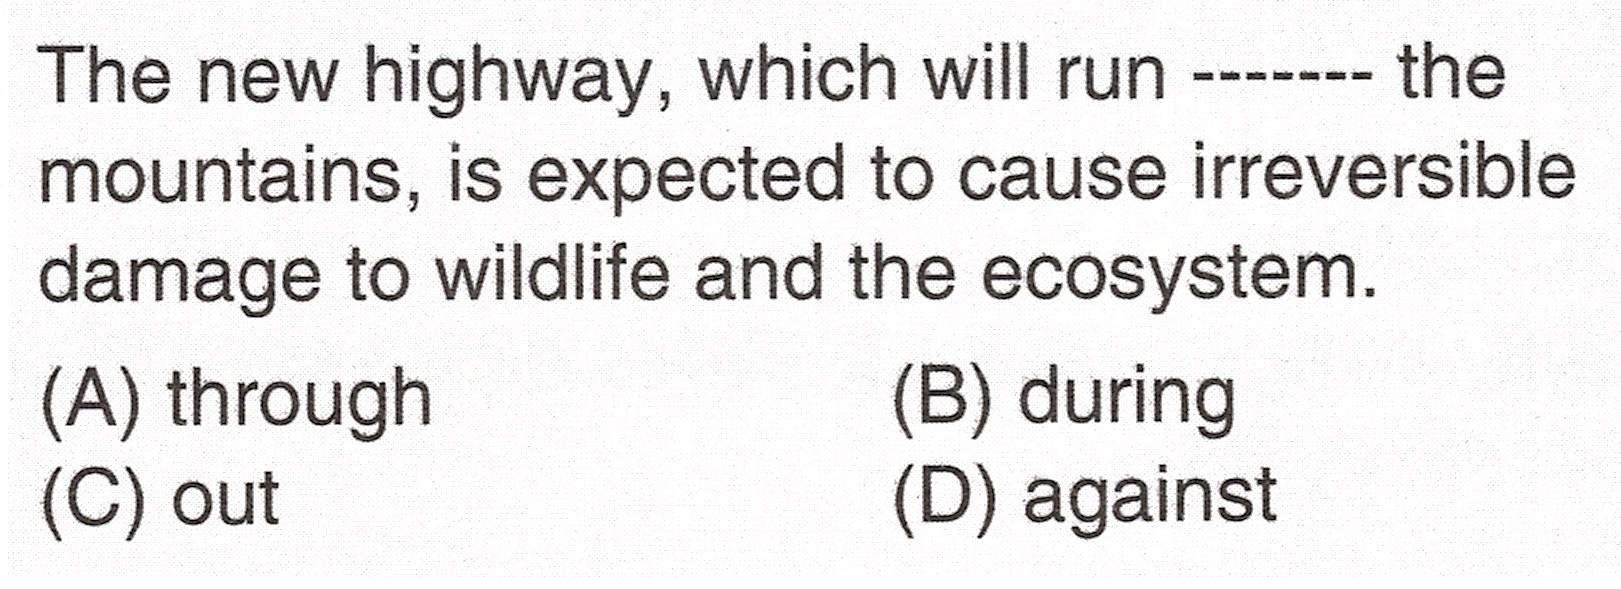 The new highway, which will run ------- the
mountains, is expected to cause irreversible
damage to wildlife and the ecosystem.
(A) through (B) during
(C) out (D) against